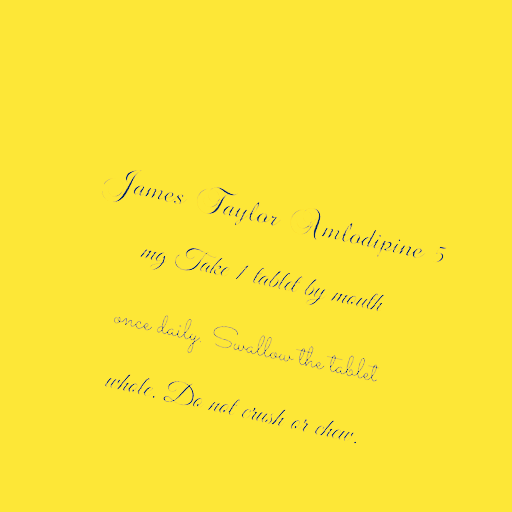 James Taylor Amlodipine 5
mg Take 1 tablet by mouth
once daily. Swallow the tablet
whole. Do not crush or chew.